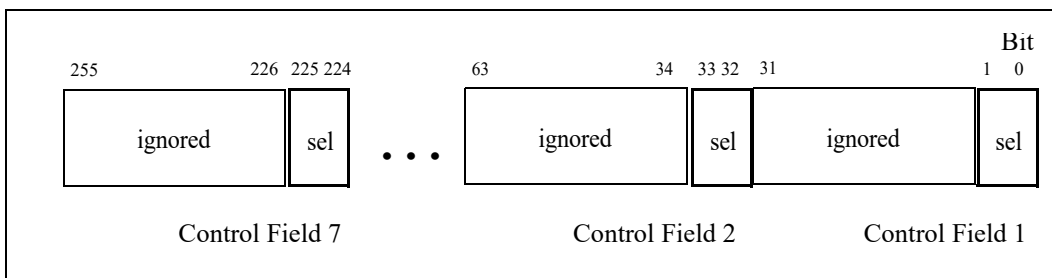 Bit
255 226 225 224 63 34 33 32 31 1 0
ignored sel • • • ignored sel ignored sel
Control Field 7 Control Field 2 Control Field 1